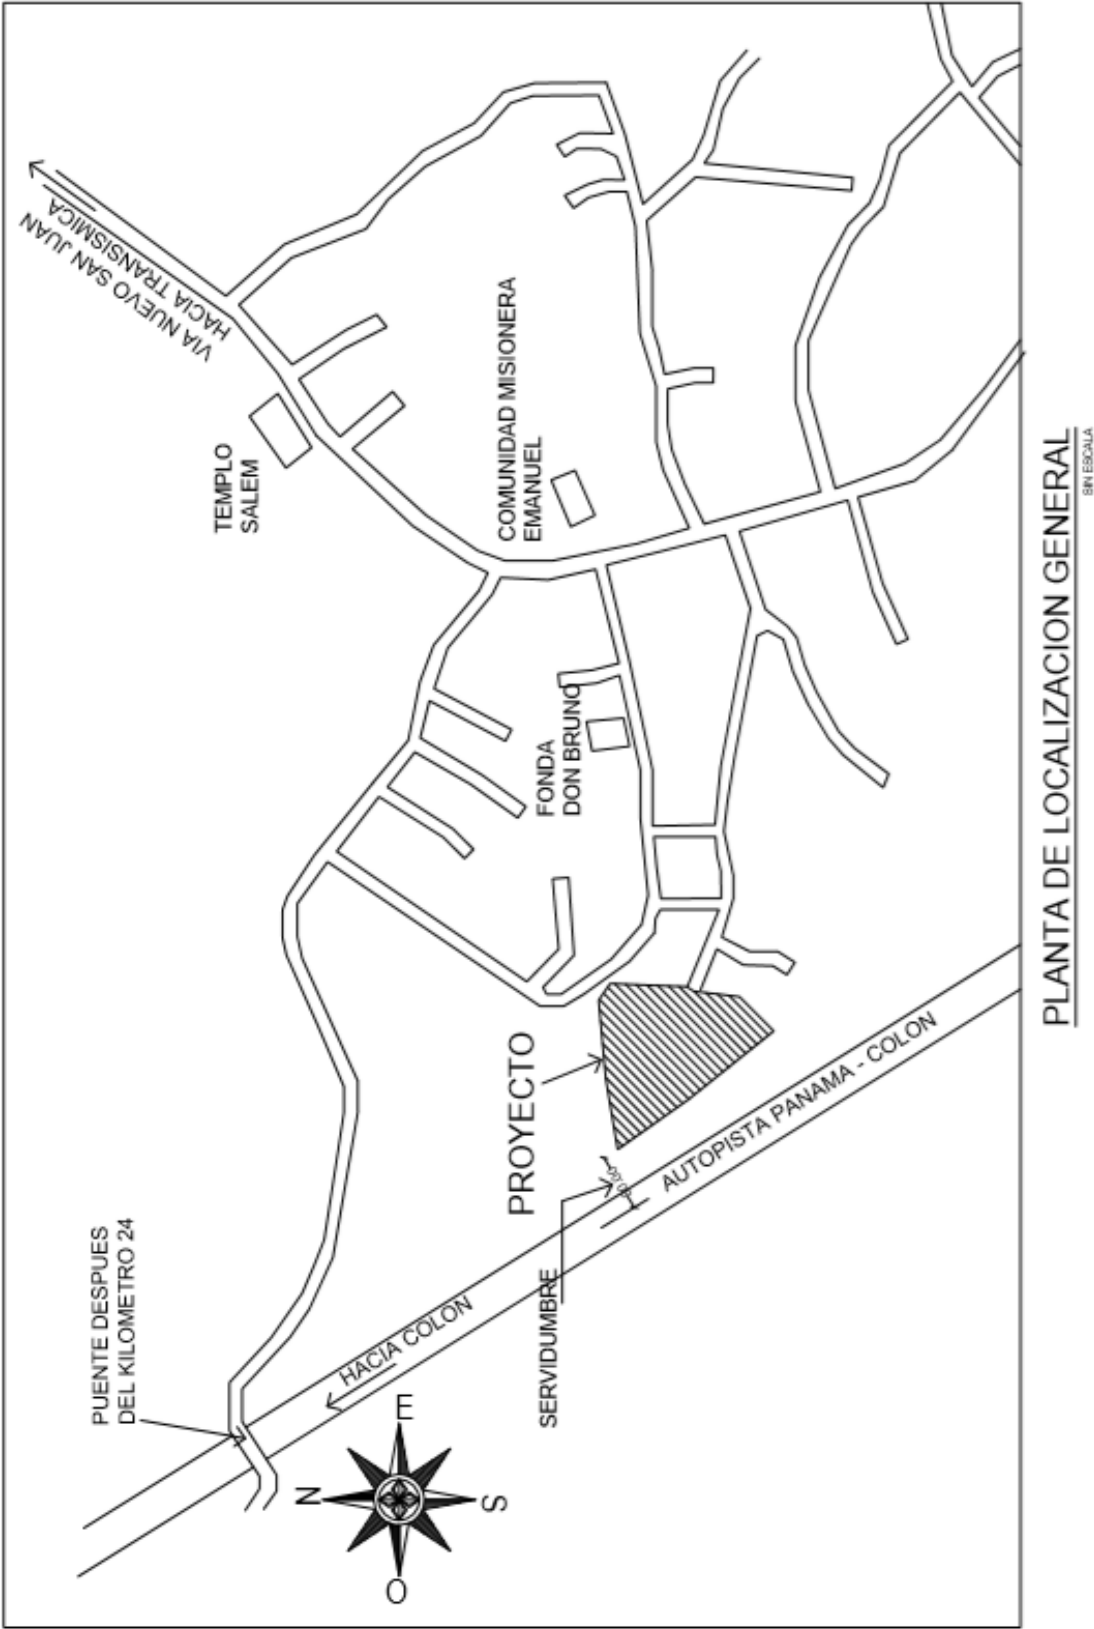 VIA NUEVO SAN JUAN
HACIA TRANSISMICA
TEMPLO
SALEM
COMUNIDAD MISIONERA
EMANUEL
FONDA
DON BRUNO
PROYECTO
PUENTE DESPUES
DEL KILOMETRO 24
SERVIDUMBRE
HACIA COLON
AUTOPISTA PANAMA - COLON
N
E
S
O
PLANTA DE LOCALIZACION GENERAL
SIN ESCALA